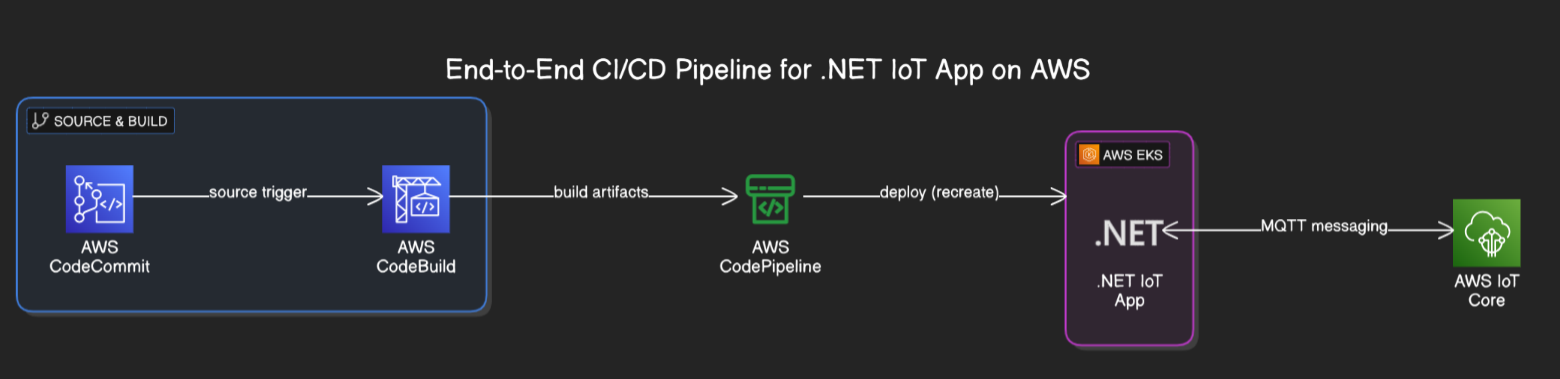 End-to-End CI/CD Pipeline for .NET IoT App on AWS
SOURCE & BUILD
AWS
CodeCommit
source trigger
AWS
CodeBuild
build artifacts
AWS
CodePipeline
deploy (recreate)
AWS EKS
.NET
.NET IoT
App
MQTT messaging
AWS IoT
Core